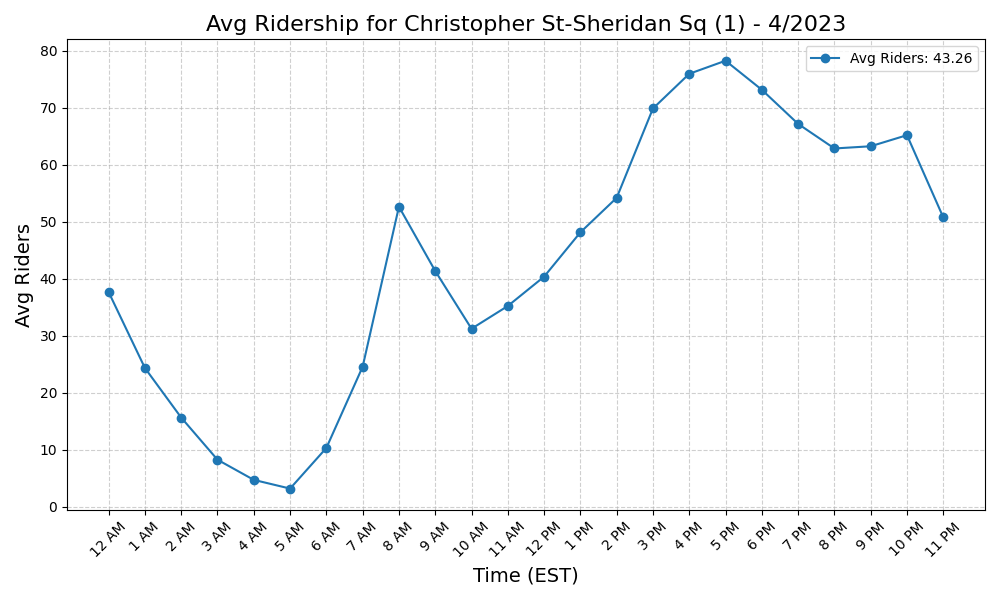 Avg Ridership for Christopher St-Sheridan Sq (1) - 4/2023
Avg Riders: 43.26
Avg Riders
80
70
60
50
40
30
20
10
0
12 AM
1 AM
2 AM
3 AM
4 AM
5 AM
6 AM
7 AM
8 AM
9 AM
10 AM
11 AM
12 PM
1 PM
2 PM
3 PM
4 PM
5 PM
6 PM
7 PM
8 PM
9 PM
10 PM
11 PM
Time (EST)